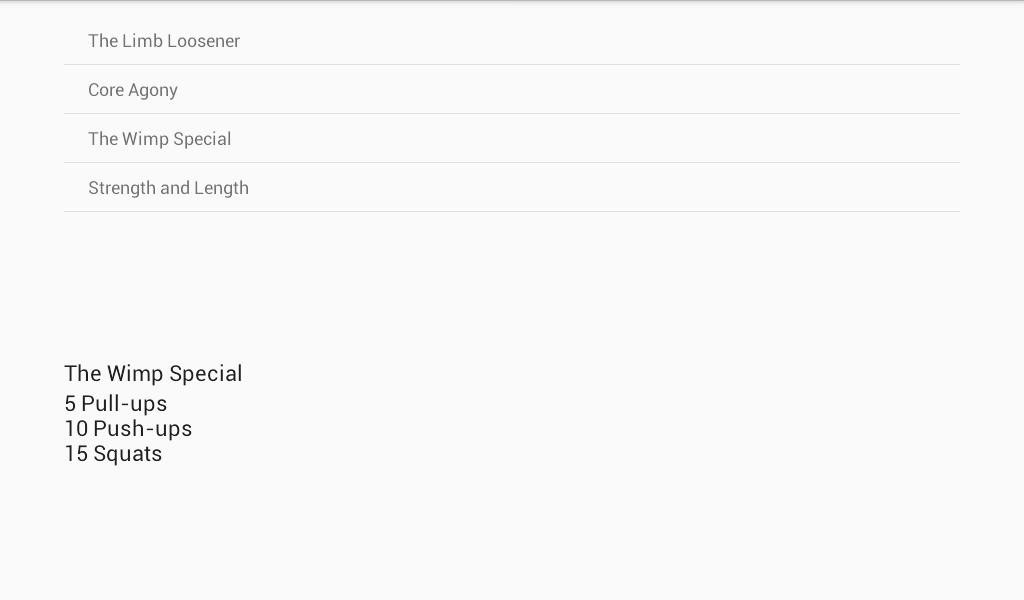 The Limb Loosener
Core Agony
The Wimp Special
Strength and Length
The Wimp Special
5 Pull-ups
10 Push-ups
15 Squats